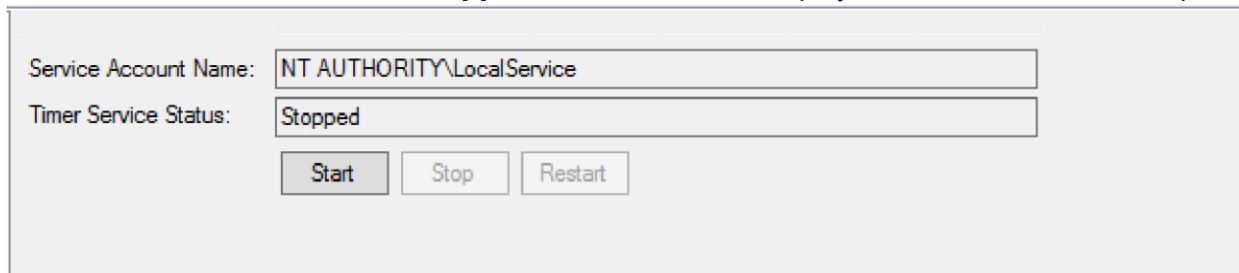 Service Account Name: NT AUTHORITY\LocalService
Timer Service Status: Stopped
Start Stop Restart